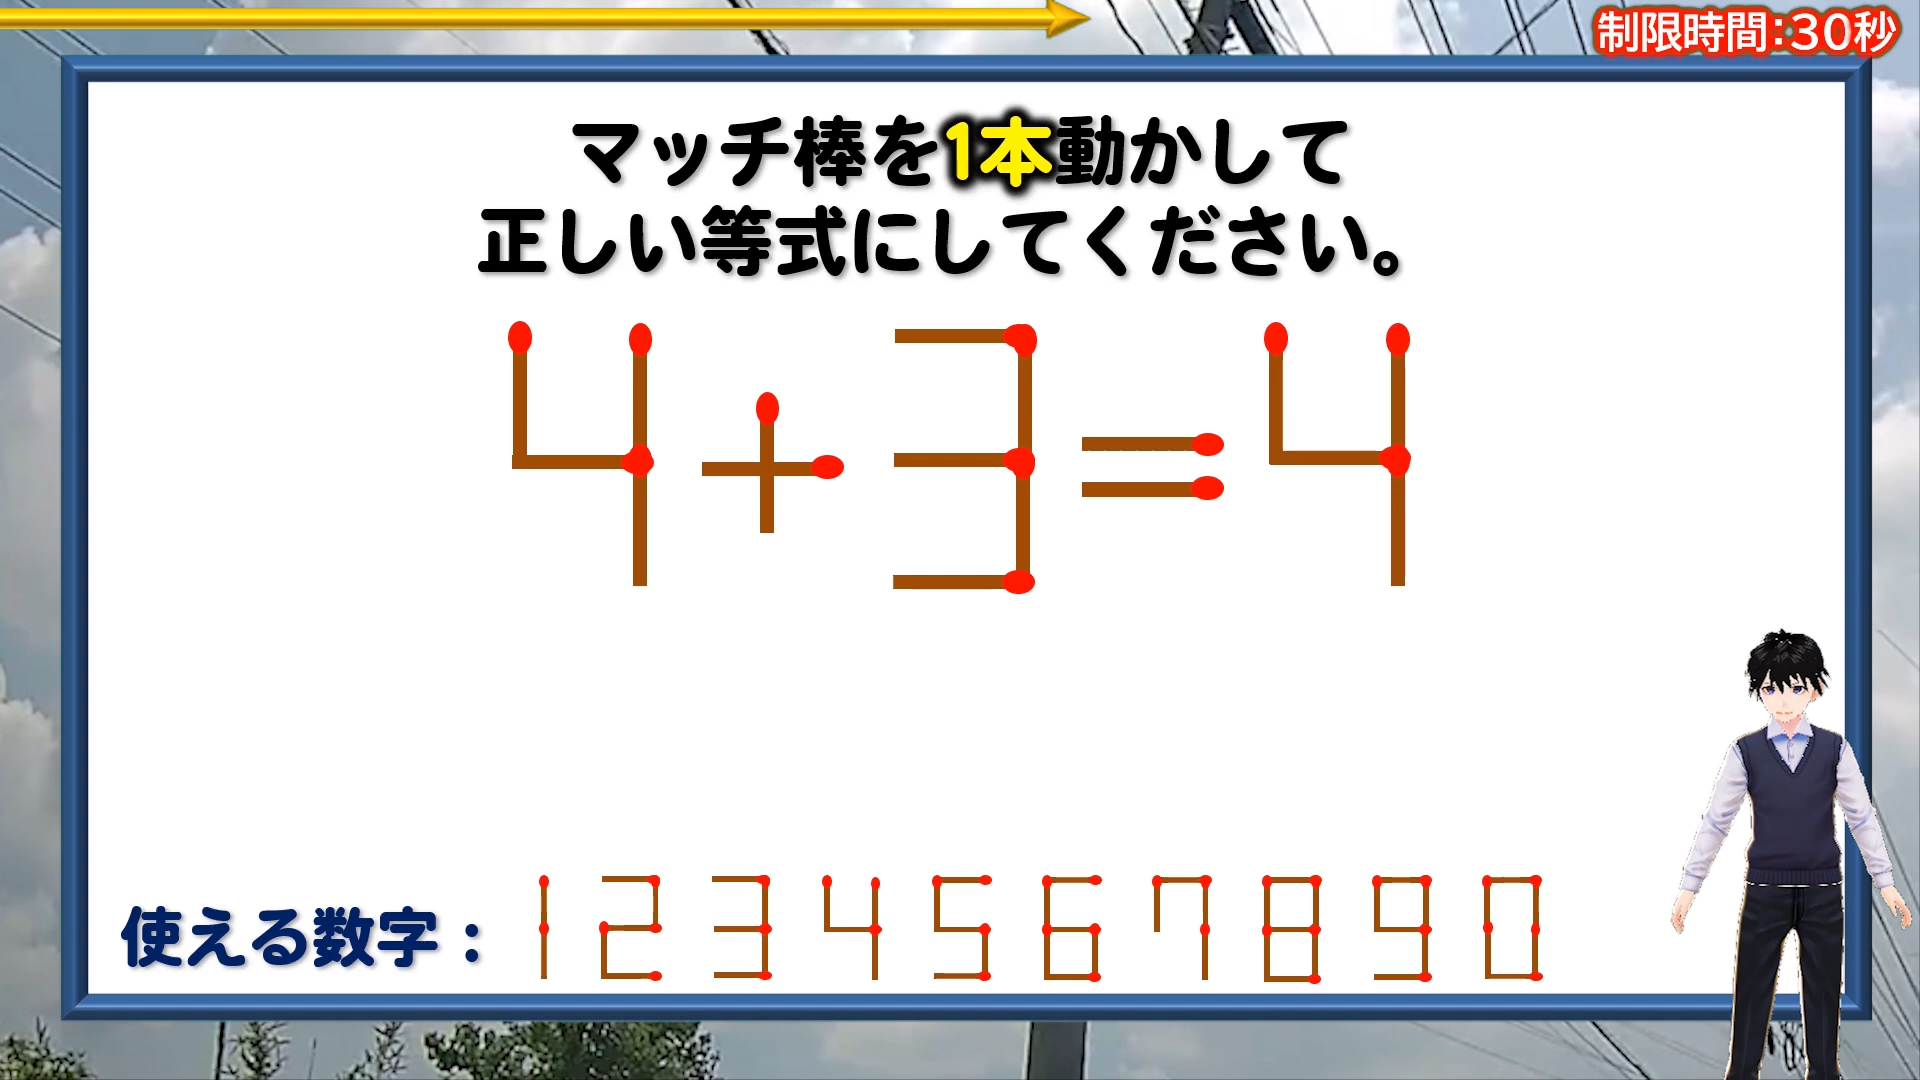 制限時間:30秒
マッチ棒を1本動かして
正しい等式にしてください。
4+3=4
使える数字：1234567890